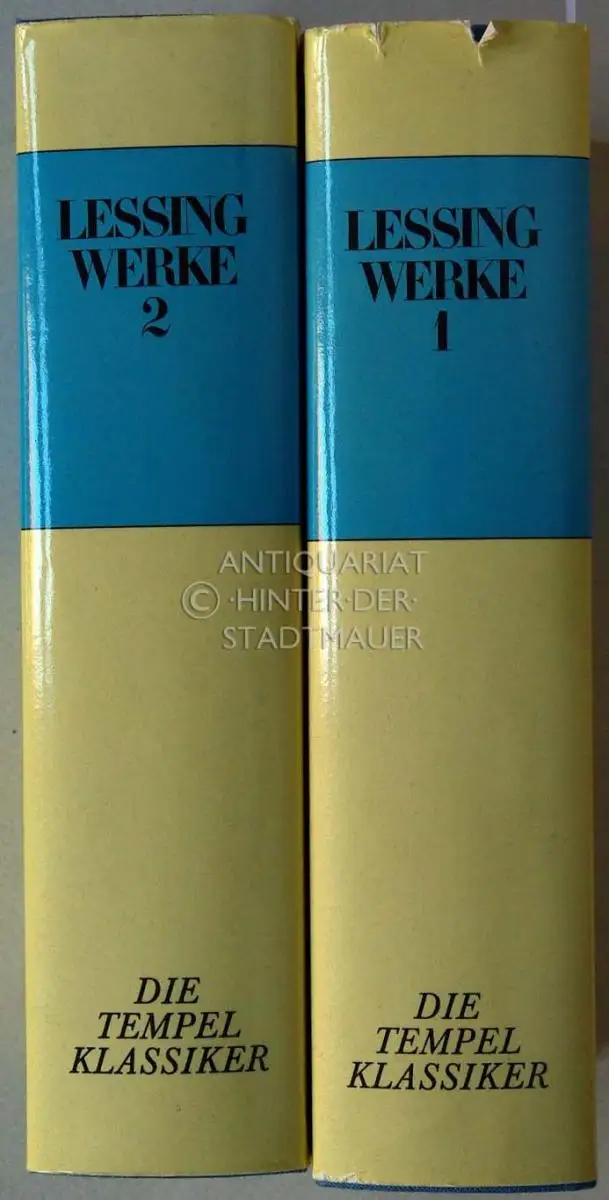 LESSING
WERKE
2
DIE
TEMPEL
KLASSIKER
LESSING
WERKE
1
DIE
TEMPEL
KLASSIKER
ANTIQUARIAT
© ·HINTER·DER·
STADTMAUER